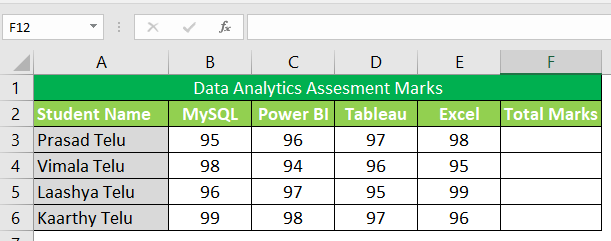 F12 fx
A B C D E F
1 Data Analytics Assesment Marks
2 Student Name MySQL Power BI Tableau Excel Total Marks
3 Prasad Telu 95 96 97 98
4 Vimala Telu 98 94 96 95
5 Laashya Telu 96 97 95 99
6 Kaarthy Telu 99 98 97 96